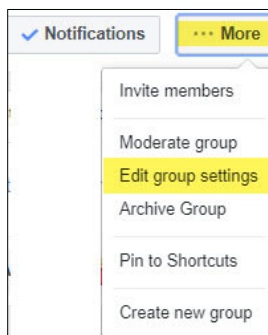 ✓ Notifications
··· More
Invite members
Moderate group
Edit group settings
Archive Group
Pin to Shortcuts
Create new group